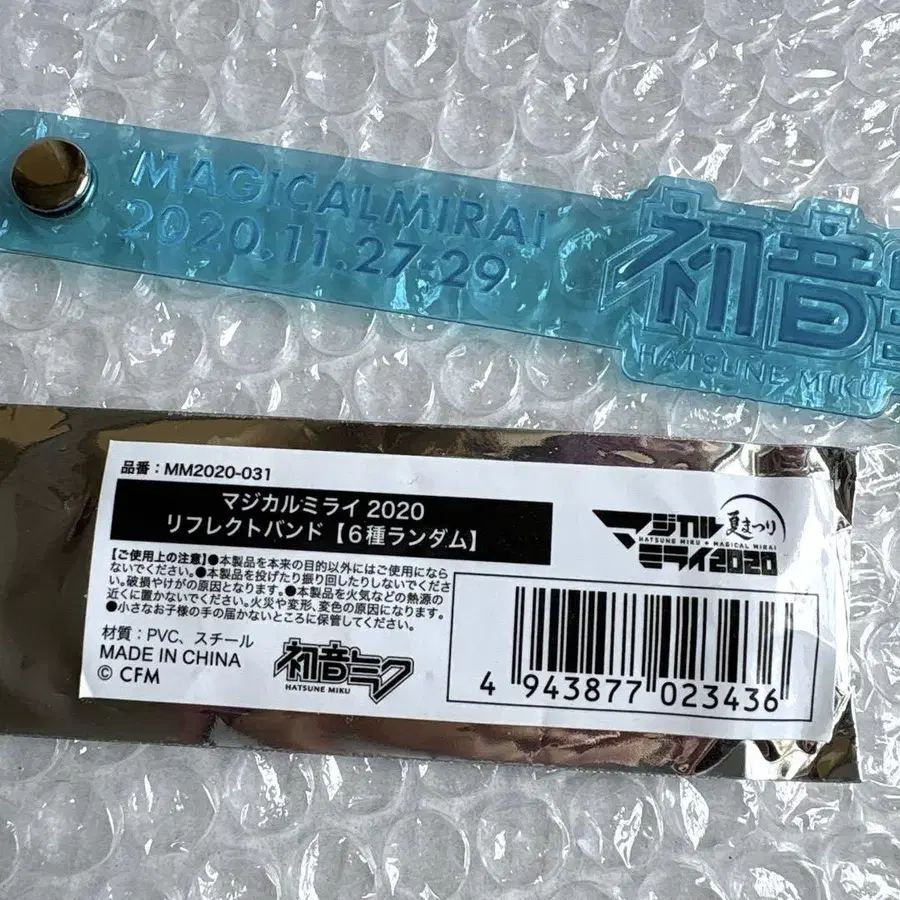 MAGICALMIRAI
2020.11.27-29
初音
HATSUNE MIKU
品番：MM2020-031
マジカルミライ 2020
リフレクトバンド【6種ランダム】
【ご使用上の注意】●本製品を本来の目的以外にはご使用になら
ないでください。●本製品を投げたり振り回したりしないでくださ
い。破損やけがの原因となります。●本製品を火気などの熱源の
近くに置かないでください。火災や変形、変色の原因になります。
●小さなお子様の手の届かないところに保管してください。
材質：PVC、スチール
MADE IN CHINA
© CFM
初音ミク
HATSUNE MIKU
マジカル
夏まつり
HATSUNE MIKU MAGICAL MIRAI
ミライ2020
4 943877 023436